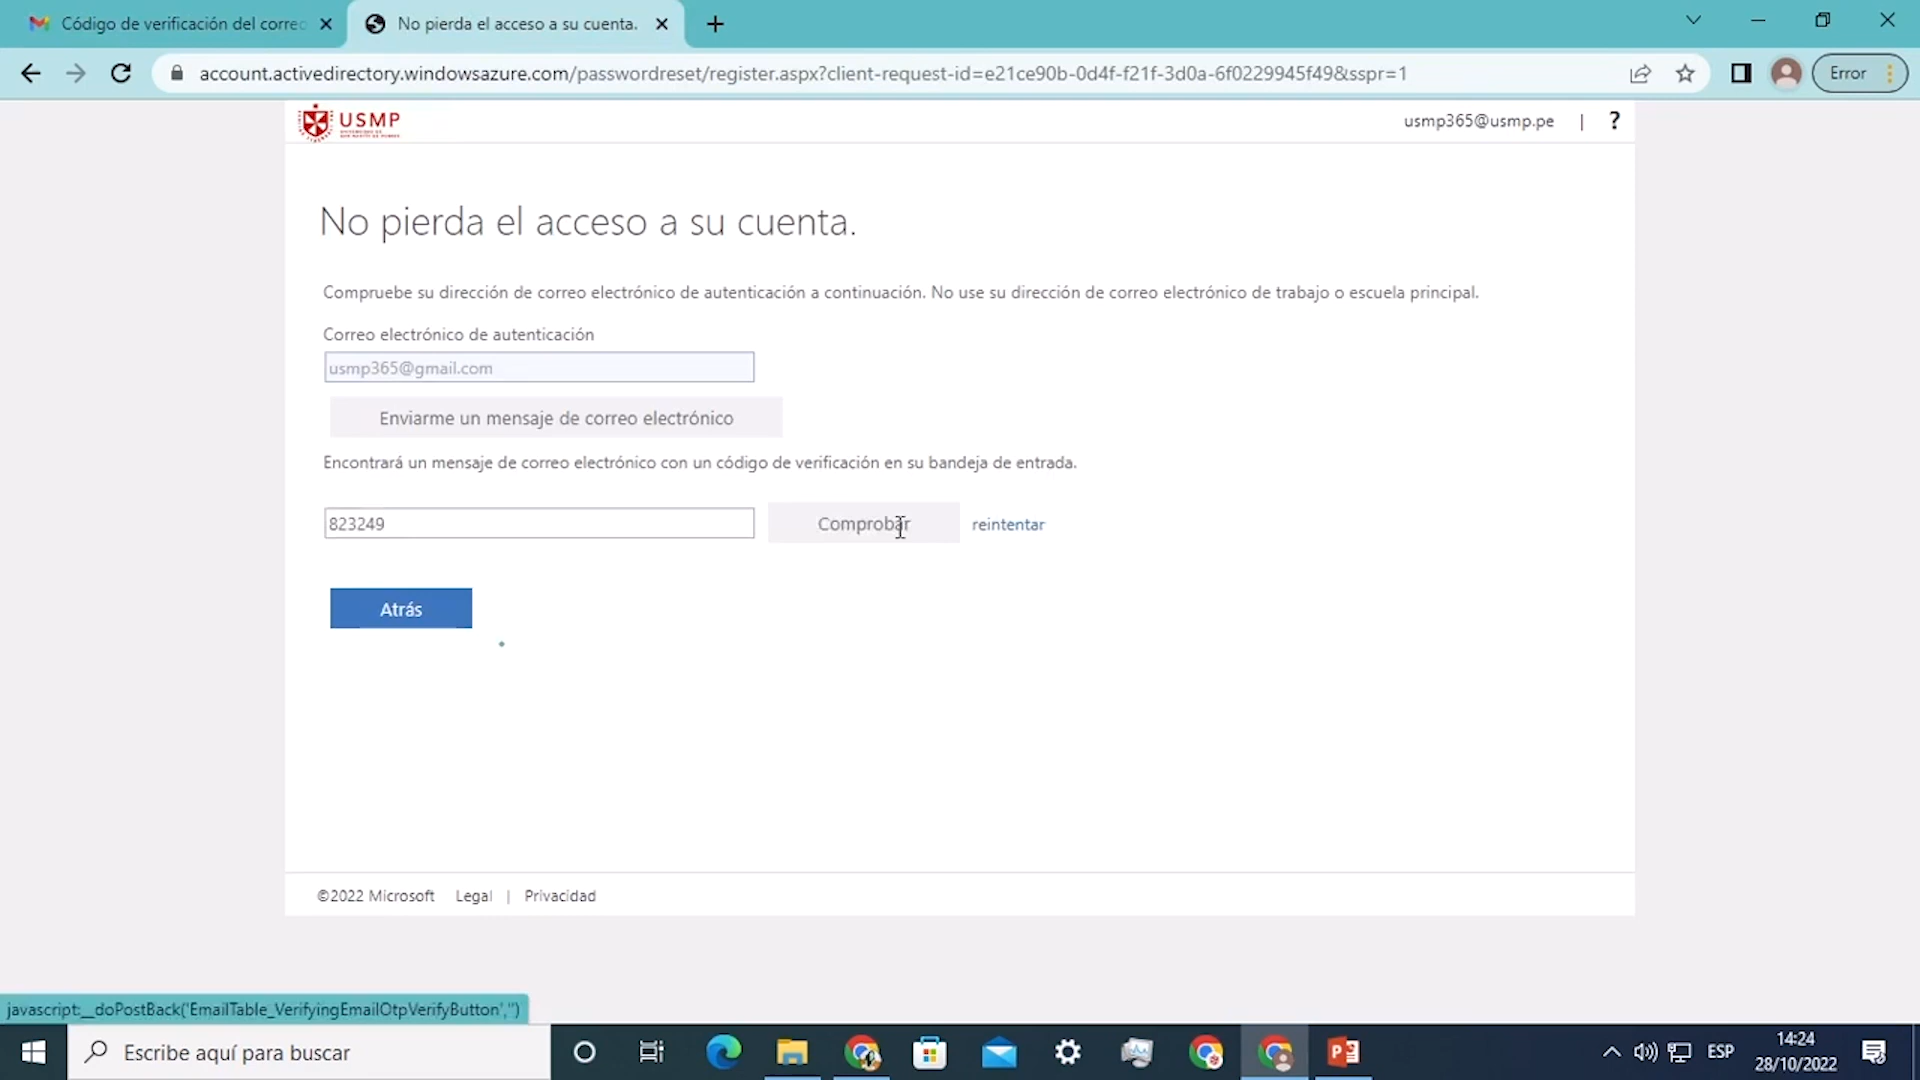 Código de verificación del correo
No pierda el acceso a su cuenta.
account.activedirectory.windowsazure.com/passwordreset/register.aspx?client-request-id=e21ce90b-0d4f-f21f-3d0a-6f0229945f49&sspr=1
Error
USMP
usmp365@usmp.pe | ?
No pierda el acceso a su cuenta.
Compruebe su dirección de correo electrónico de autenticación a continuación. No use su dirección de correo electrónico de trabajo o escuela principal.
Correo electrónico de autenticación
usmp365@gmail.com
Enviarme un mensaje de correo electrónico
Encontrará un mensaje de correo electrónico con un código de verificación en su bandeja de entrada.
823249
Comprobar
reintentar
Atrás
©2022 Microsoft Legal | Privacidad
javascript:__doPostBack('EmailTable_VerifyingEmailOtpVerifyButton','')
Escribe aquí para buscar
ESP
14:24
28/10/2022